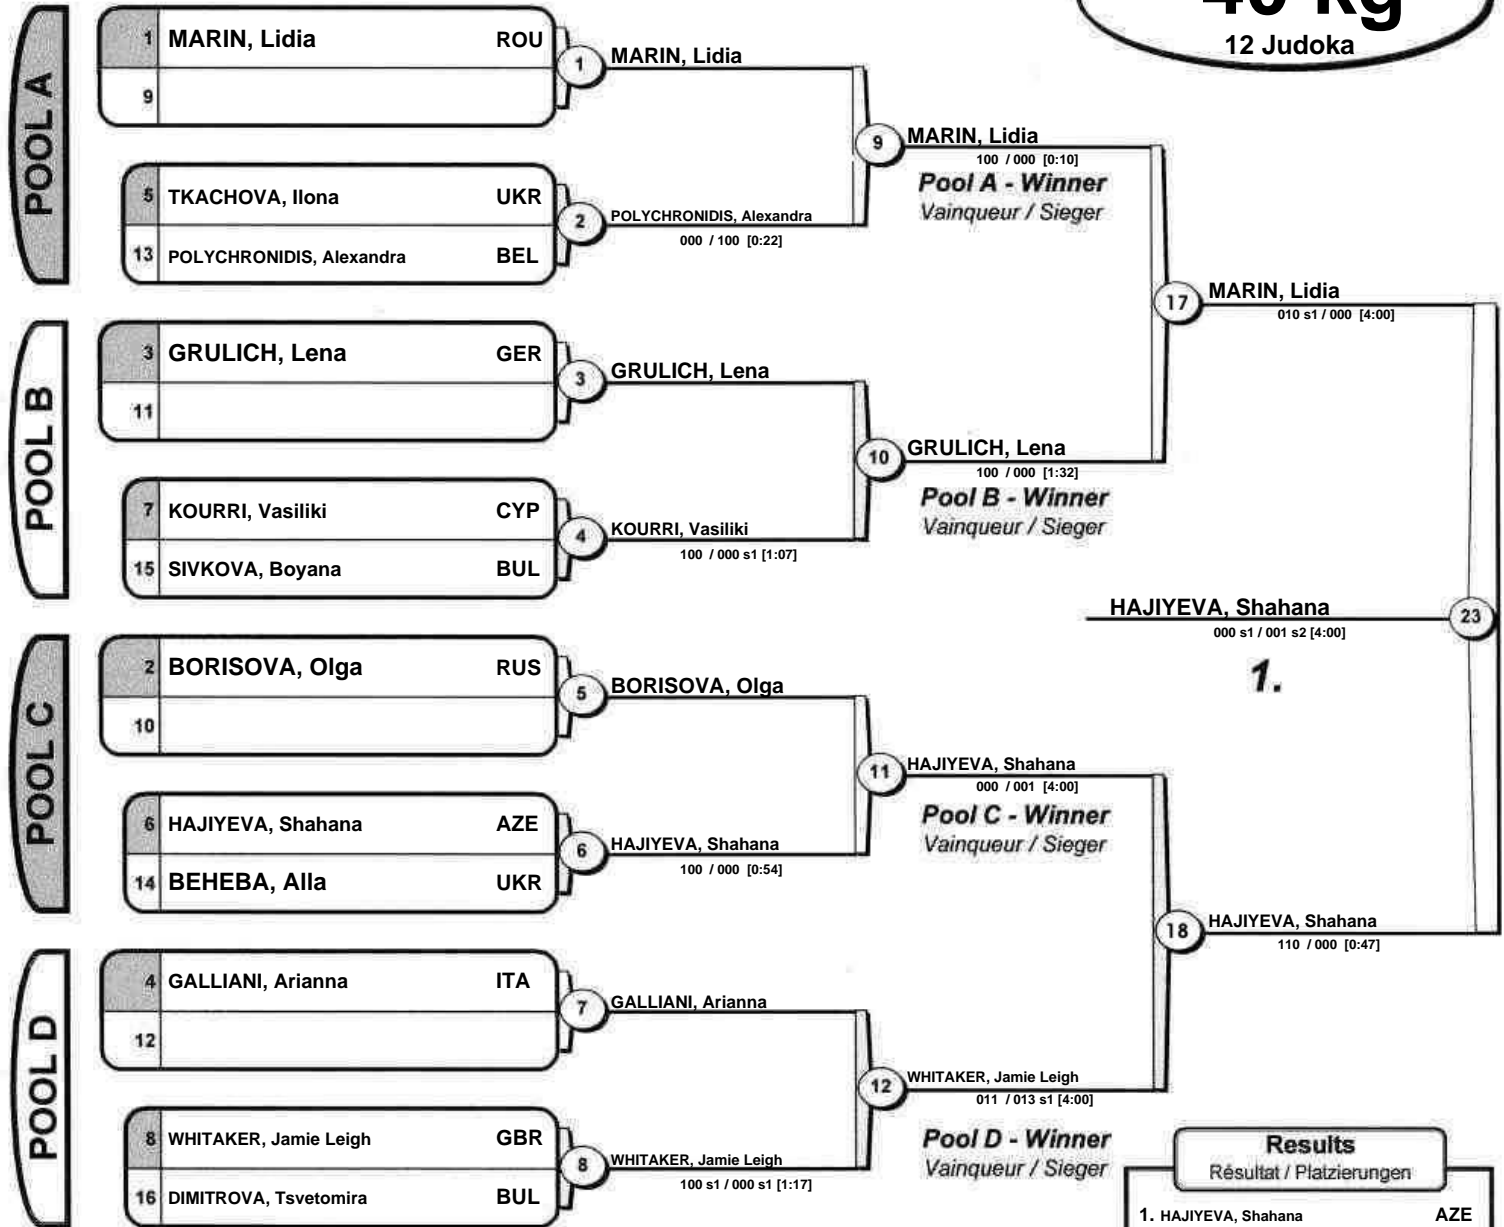 40 kg
12 Judoka
POOL A
1 MARIN, Lidia ROU
9
5 TKACHOVA, Ilona UKR
13 POLYCHRONIDIS, Alexandra BEL
1 MARIN, Lidia
2 POLYCHRONIDIS, Alexandra
000 / 100 [0:22]
9 MARIN, Lidia
100 / 000 [0:10]
Pool A - Winner
Vainqueur / Sieger
POOL B
3 GRULICH, Lena GER
11
7 KOURRI, Vasiliki CYP
15 SIVKOVA, Boyana BUL
3 GRULICH, Lena
4 KOURRI, Vasiliki
100 / 000 s1 [1:07]
10 GRULICH, Lena
100 / 000 [1:32]
Pool B - Winner
Vainqueur / Sieger
17 MARIN, Lidia
010 s1 / 000 [4:00]
HAJIYEVA, Shahana 23
000 s1 / 001 s2 [4:00]
1.
POOL C
2 BORISOVA, Olga RUS
10
6 HAJIYEVA, Shahana AZE
14 BEHEBA, Alla UKR
5 BORISOVA, Olga
6 HAJIYEVA, Shahana
100 / 000 [0:54]
11 HAJIYEVA, Shahana
000 / 001 [4:00]
Pool C - Winner
Vainqueur / Sieger
18 HAJIYEVA, Shahana
110 / 000 [0:47]
POOL D
4 GALLIANI, Arianna ITA
12
8 WHITAKER, Jamie Leigh GBR
16 DIMITROVA, Tsvetomira BUL
7 GALLIANI, Arianna
8 WHITAKER, Jamie Leigh
100 s1 / 000 s1 [1:17]
12 WHITAKER, Jamie Leigh
011 / 013 s1 [4:00]
Pool D - Winner
Vainqueur / Sieger
Results
Résultat / Platzierungen
1. HAJIYEVA, Shahana AZE